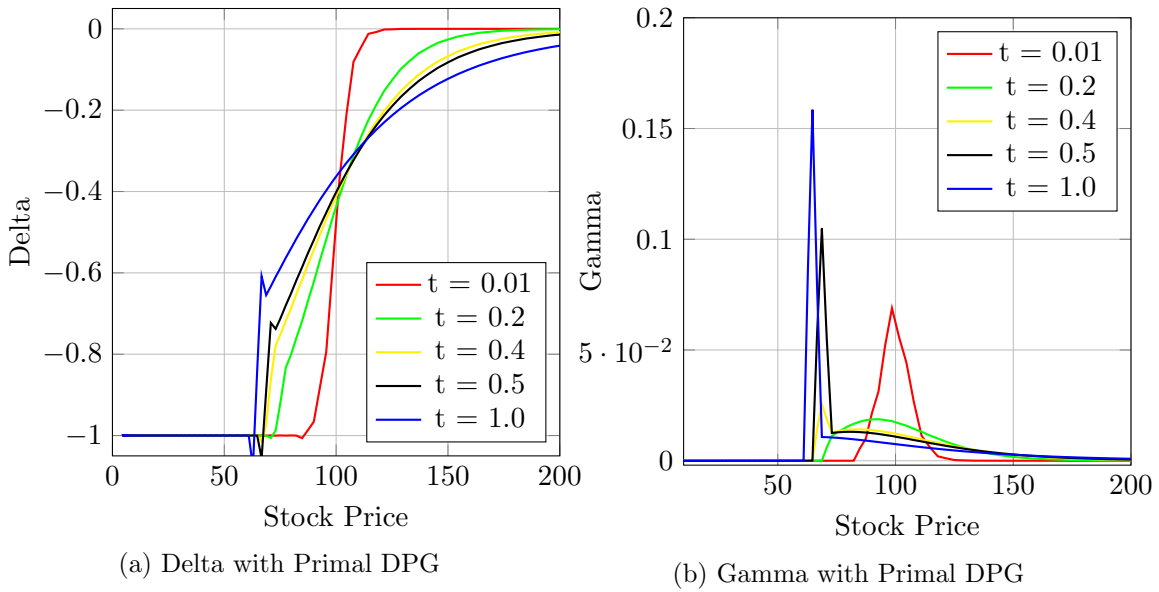 0
−0.2
−0.4
−0.6
−0.8
−1
0
50
100
150
200
Delta
Stock Price
t = 0.01
t = 0.2
t = 0.4
t = 0.5
t = 1.0
(a) Delta with Primal DPG
0.2
0.15
0.1
5 · 10−2
0
50
100
150
200
Gamma
Stock Price
t = 0.01
t = 0.2
t = 0.4
t = 0.5
t = 1.0
(b) Gamma with Primal DPG